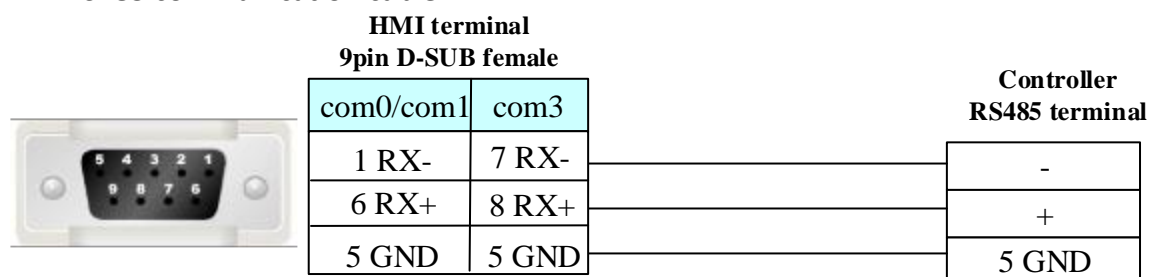 HMI terminal
9pin D-SUB female
Controller
RS485 terminal
com0/com1 com3
1 RX- 7 RX- -
6 RX+ 8 RX+ +
5 GND 5 GND 5 GND
5 4 3 2 1
9 8 7 6